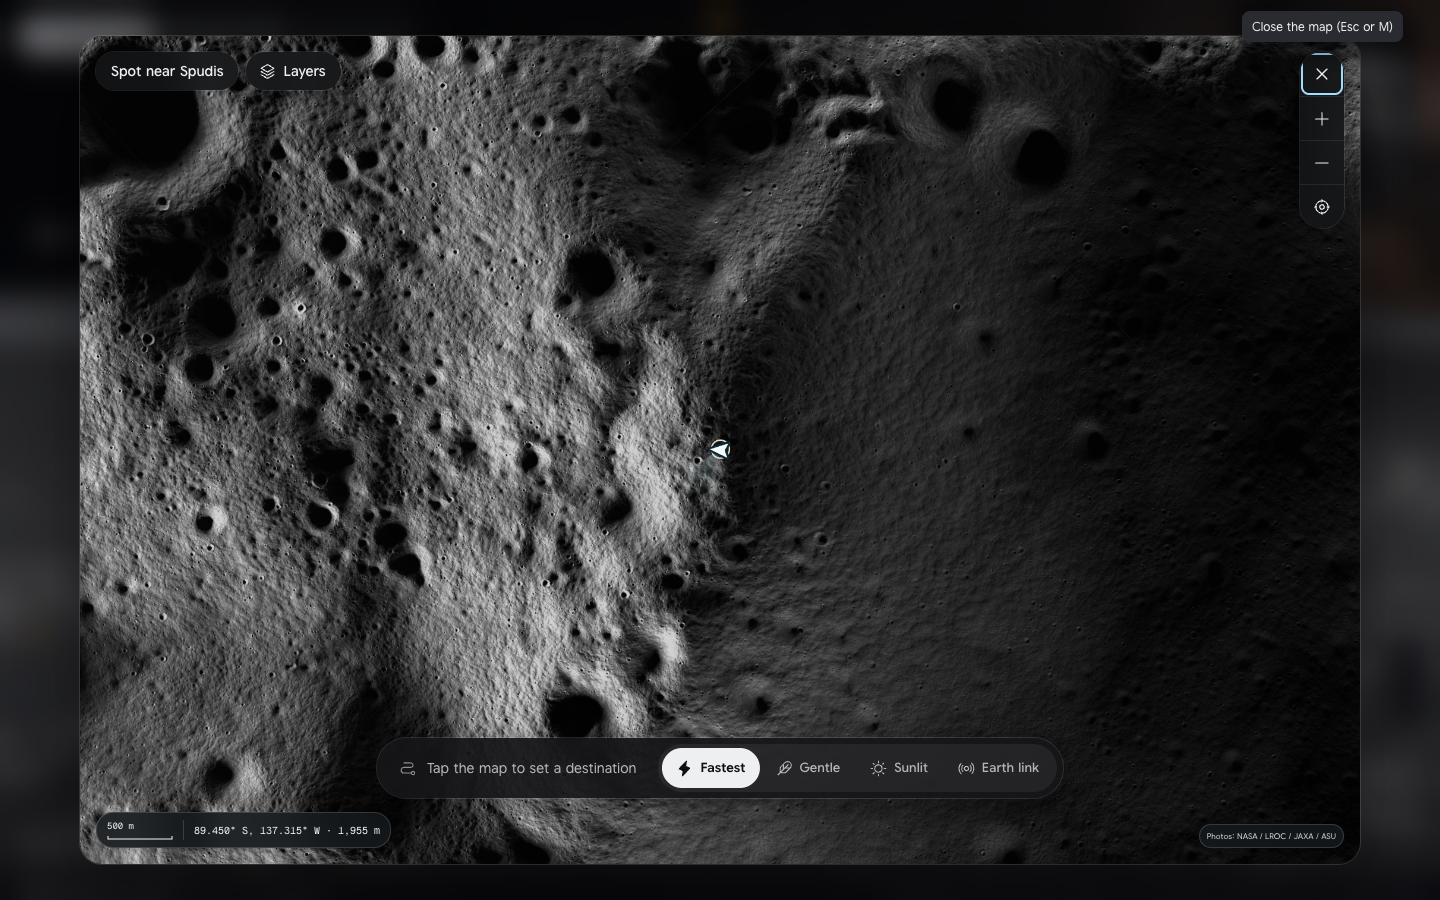 Close the map (Esc or M)
Spot near Spudis
Layers
Tap the map to set a destination
Fastest
Gentle
Sunlit
Earth link
500 m
89.450° S, 137.315° W · 1,955 m
Photos: NASA / LROC / JAXA / ASU